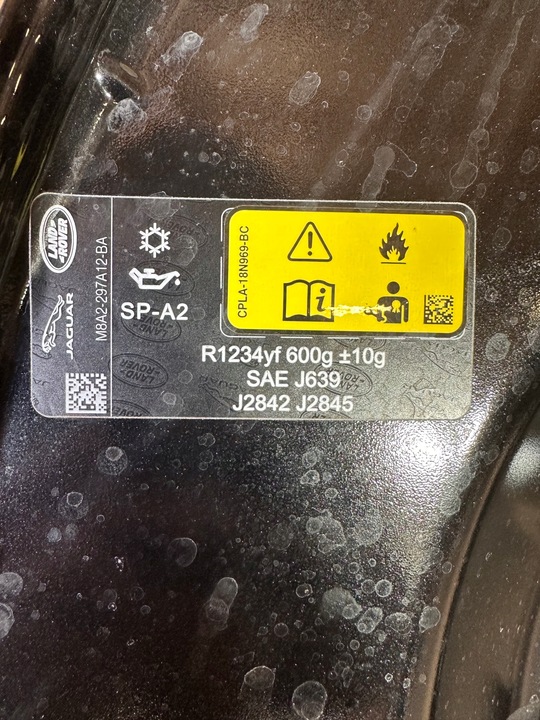 LAND
ROVER
JAGUAR
M8A2-297A12-BA
SP-A2
CPLA-18N969-BC
R1234yf 600g ±10g
SAE J639
J2842 J2845